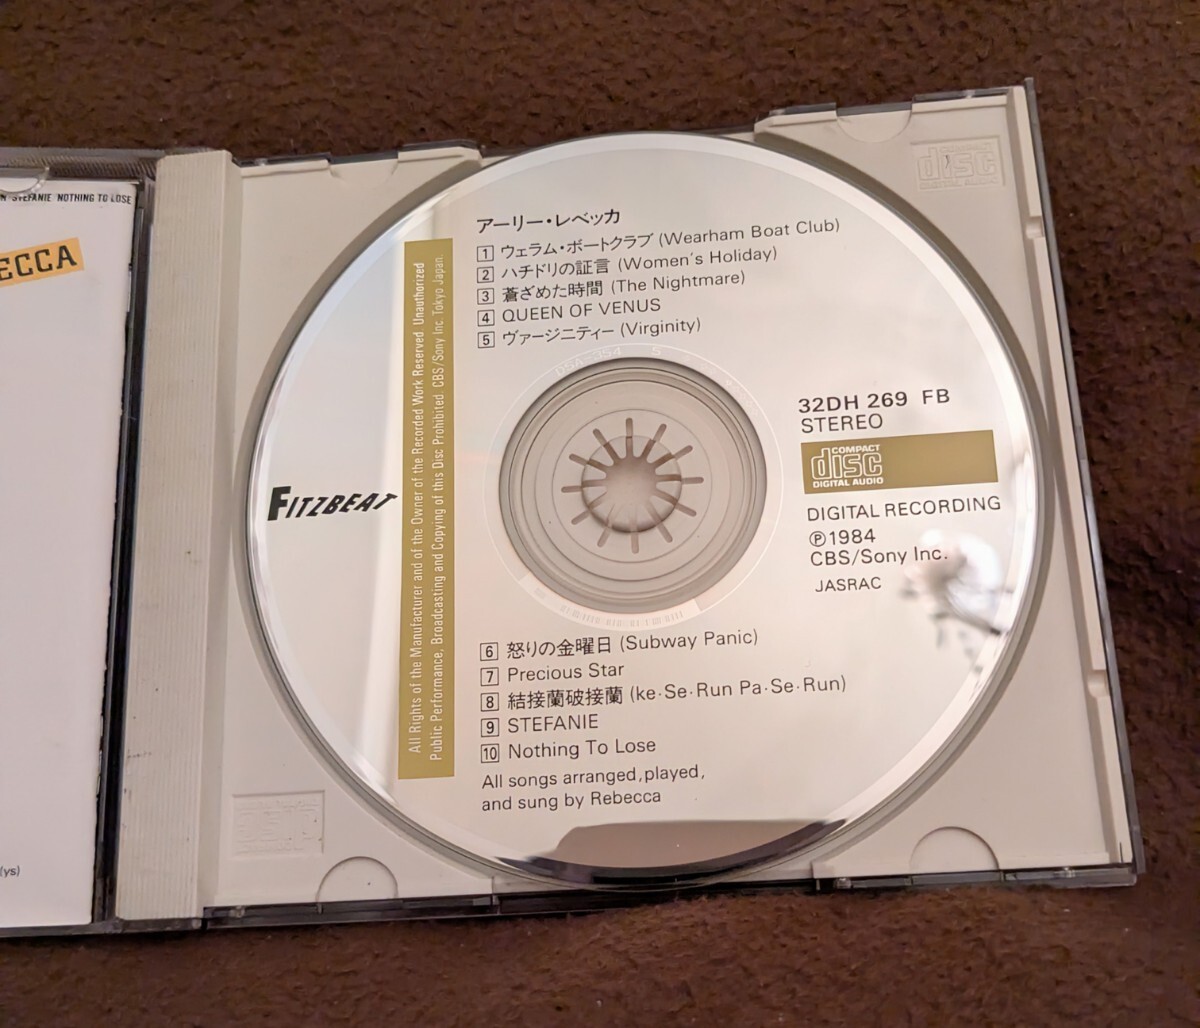 STEFANIE NOTHING TO LOSE
ECCA
(ys)
アーリー・レベッカ
1 ウェラム・ボートクラブ (Wearham Boat Club)
2 ハチドリの証言 (Women's Holiday)
3 蒼ざめた時間 (The Nightmare)
4 QUEEN OF VENUS
5 ヴァージニティー (Virginity)
All Rights of the Manufacturer and of the Owner of the Recorded Work Reserved. Unauthorized
Public Performance, Broadcasting and Copying of this Disc Prohibited. CBS/Sony Inc. Tokyo Japan.
FITZBEAT
32DH 269 FB
STEREO
COMPACT
disc
DIGITAL AUDIO
DIGITAL RECORDING
℗1984
CBS/Sony Inc.
JASRAC
6 怒りの金曜日 (Subway Panic)
7 Precious Star
8 結接蘭破接蘭 (ke・Se・Run Pa・Se・Run)
9 STEFANIE
10 Nothing To Lose
All songs arranged,played,
and sung by Rebecca
COMPACT
disc
DIGITAL AUDIO